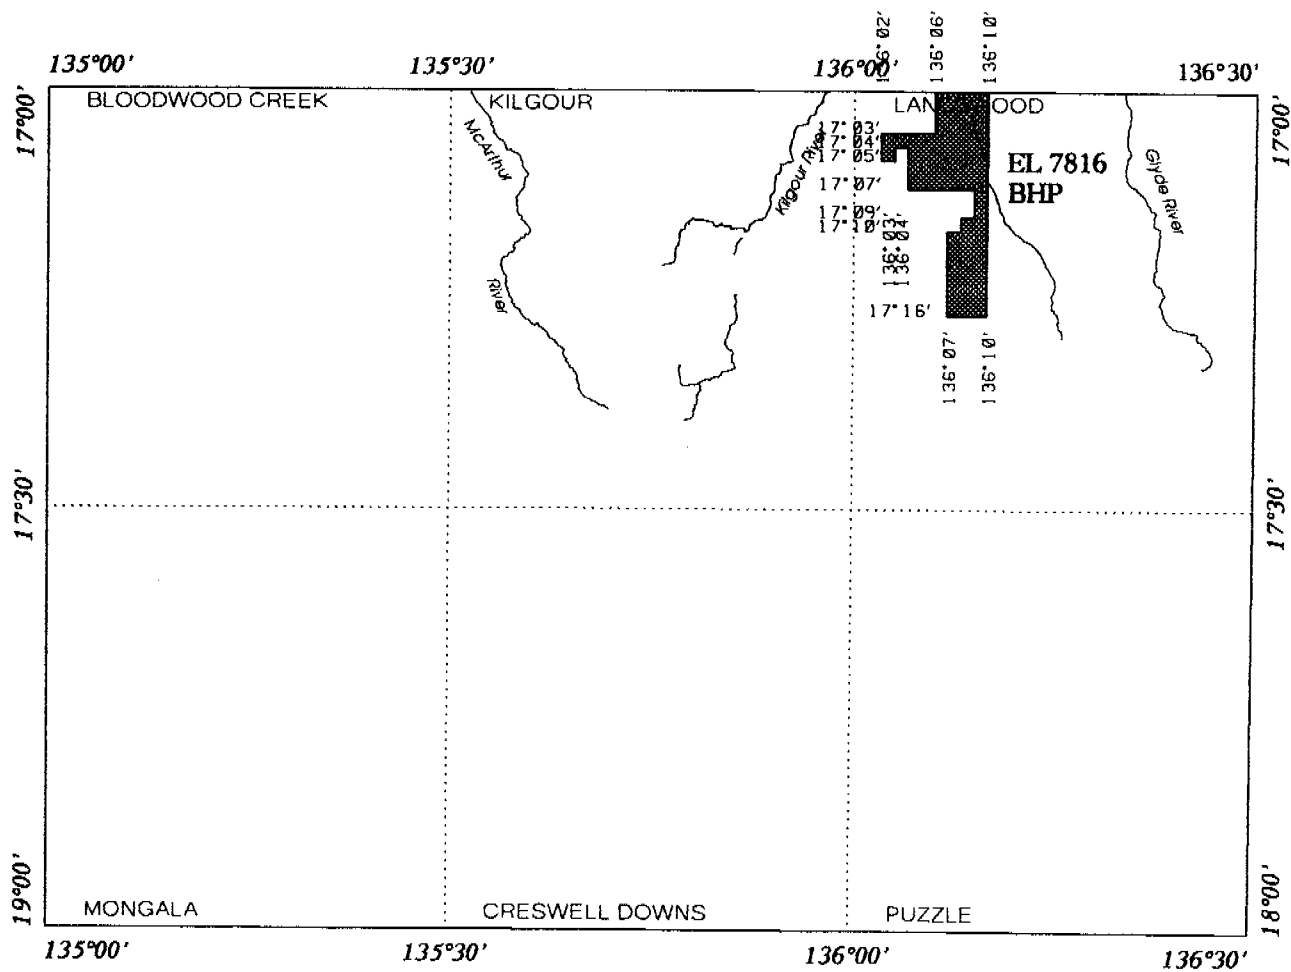 136° 02'
136° 06'
136° 10'
135°00'
135°30'
136°00'
136°30'
17°00'
BLOODWOOD CREEK
KILGOUR
17°00'
McArthur
River
Kilgour River
17° 03'
17° 04'
17° 05'
17° 07'
17° 09'
17° 10'
136° 03'
136° 04'
17° 16'
136° 07'
136° 10'
EL 7816
BHP
Glyde River
17°30'
17°30'
19°00'
MONGALA
CRESWELL DOWNS
PUZZLE
18°00'
135°00'
135°30'
136°00'
136°30'